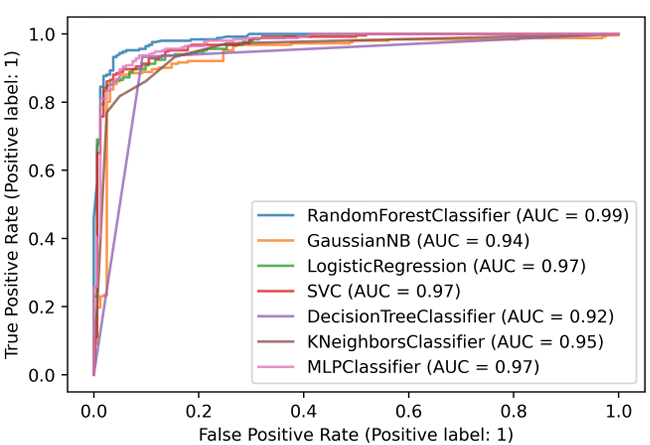 True Positive Rate (Positive label: 1)
1.0
0.8
0.6
0.4
0.2
0.0
RandomForestClassifier (AUC = 0.99)
GaussianNB (AUC = 0.94)
LogisticRegression (AUC = 0.97)
SVC (AUC = 0.97)
DecisionTreeClassifier (AUC = 0.92)
KNeighborsClassifier (AUC = 0.95)
MLPClassifier (AUC = 0.97)
0.0 0.2 0.4 0.6 0.8 1.0
False Positive Rate (Positive label: 1)